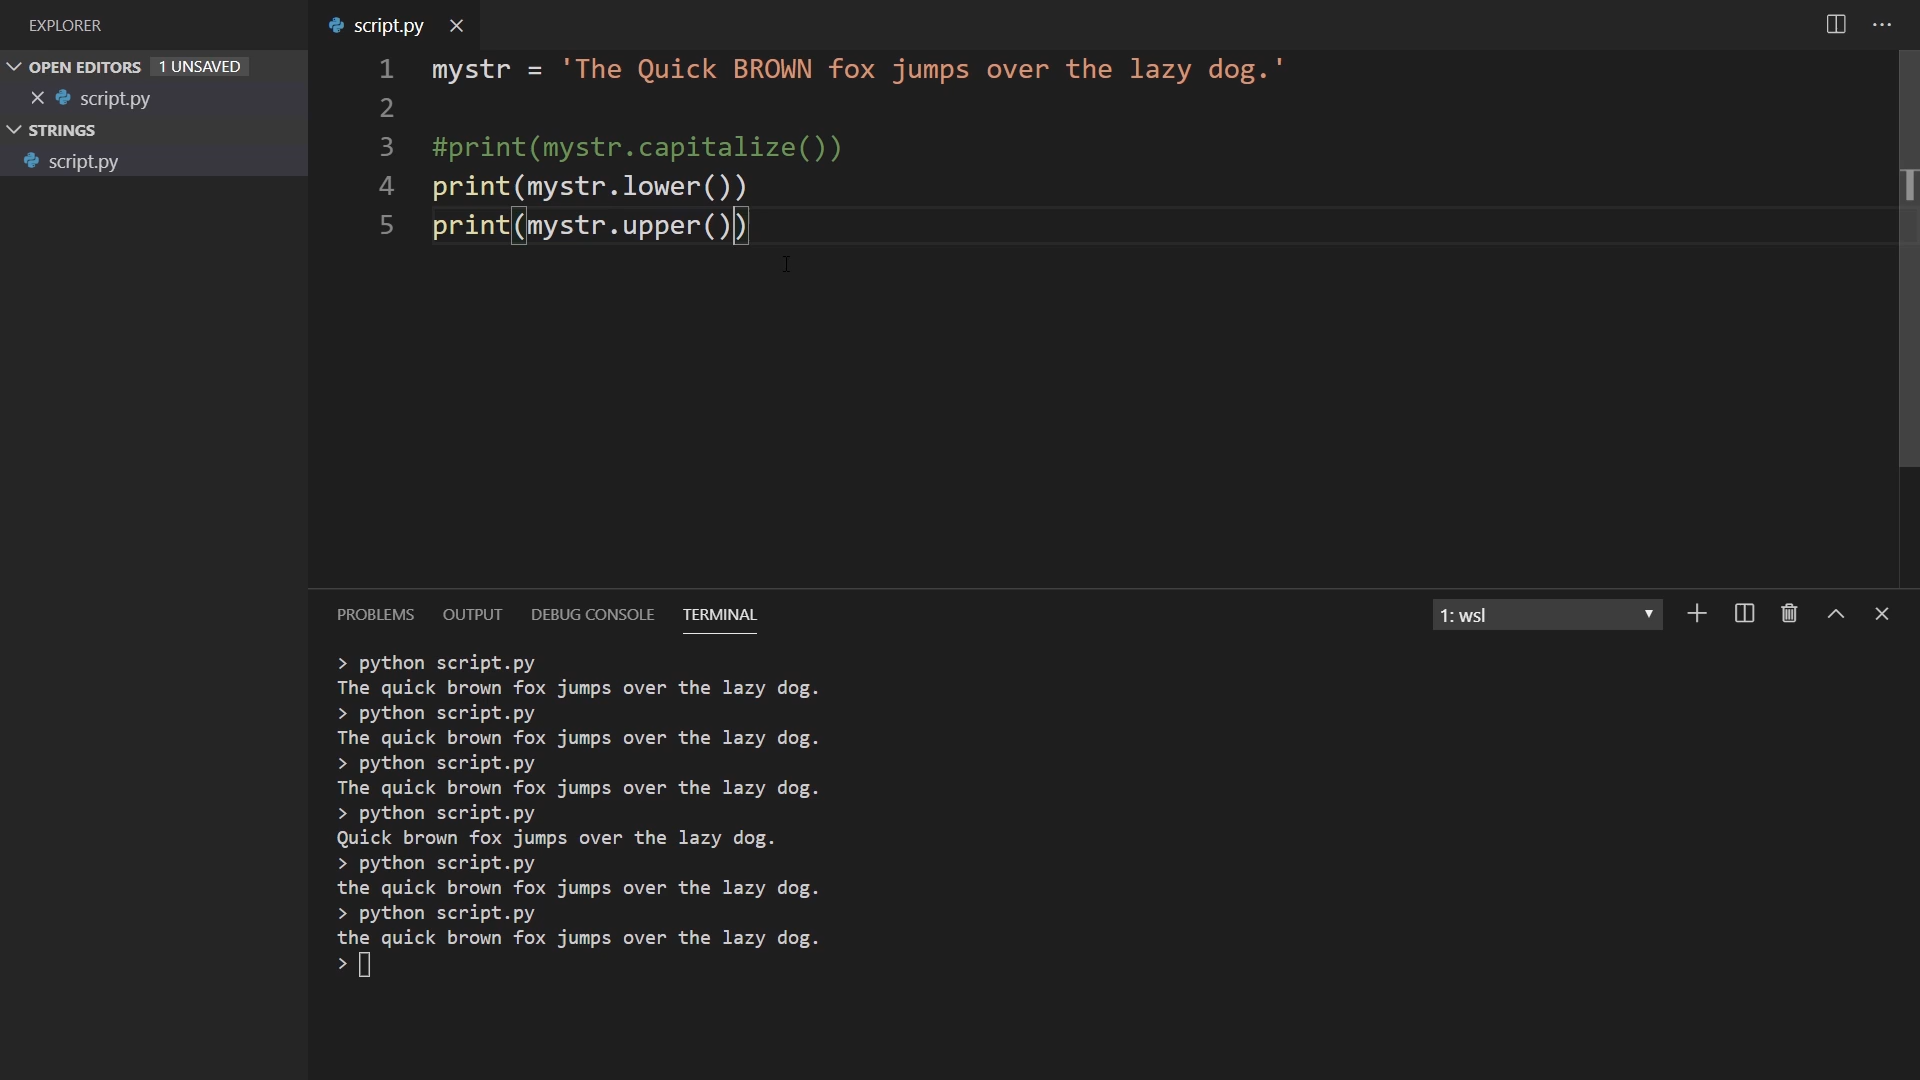 EXPLORER
OPEN EDITORS 1 UNSAVED
script.py
STRINGS
script.py
script.py
1 mystr = 'The Quick BROWN fox jumps over the lazy dog.'
2
3 #print(mystr.capitalize())
4 print(mystr.lower())
5 print(mystr.upper())
PROBLEMS OUTPUT DEBUG CONSOLE TERMINAL 1: wsl
> python script.py
The quick brown fox jumps over the lazy dog.
> python script.py
The quick brown fox jumps over the lazy dog.
> python script.py
The quick brown fox jumps over the lazy dog.
> python script.py
Quick brown fox jumps over the lazy dog.
> python script.py
the quick brown fox jumps over the lazy dog.
> python script.py
the quick brown fox jumps over the lazy dog.
>